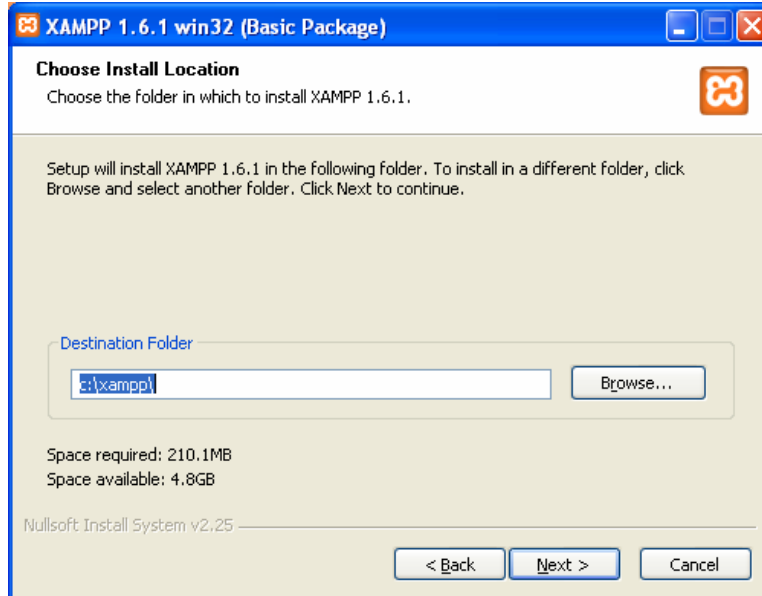 XAMPP 1.6.1 win32 (Basic Package)
Choose Install Location
Choose the folder in which to install XAMPP 1.6.1.
Setup will install XAMPP 1.6.1 in the following folder. To install in a different folder, click
Browse and select another folder. Click Next to continue.
Destination Folder
c:\xampp\
Browse...
Space required: 210.1MB
Space available: 4.8GB
Nullsoft Install System v2.25
< Back
Next >
Cancel